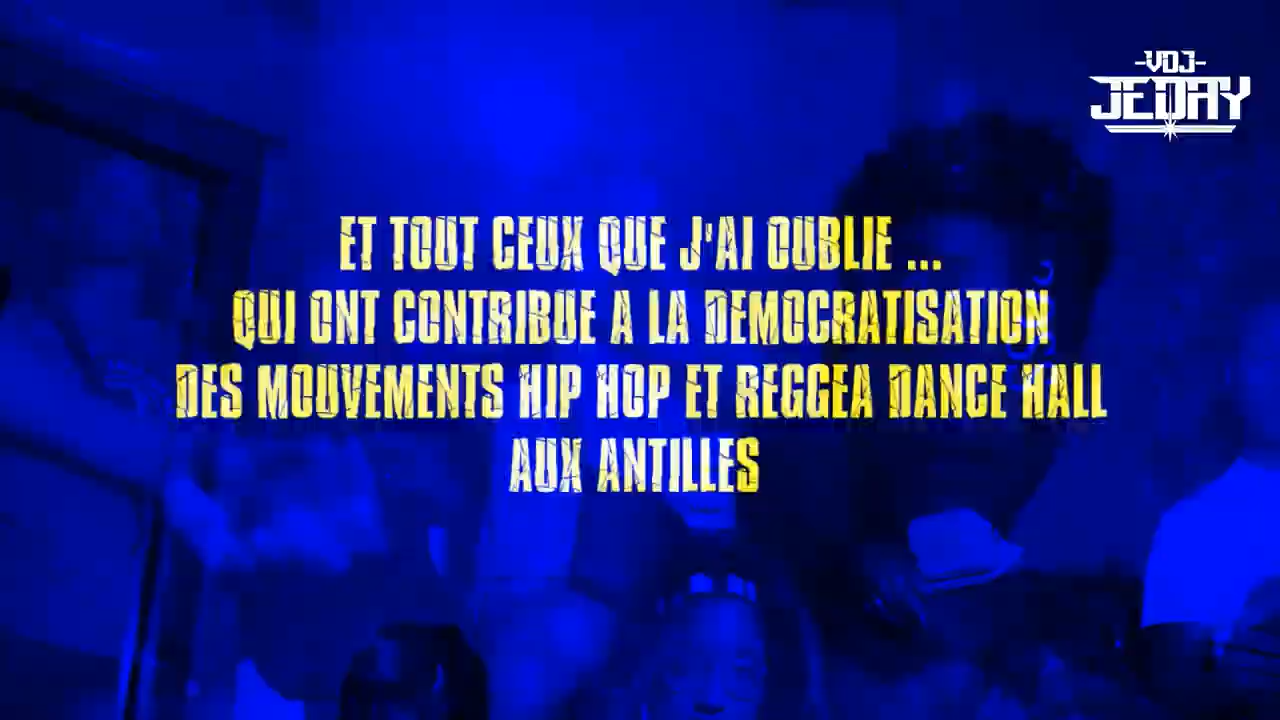 -VDJ-
JEDAY
ET TOUT CEUX QUE J'AI OUBLIE ...
QUI ONT CONTRIBUE A LA DEMOCRATISATION
DES MOUVEMENTS HIP HOP ET REGGEA DANCE HALL
AUX ANTILLES